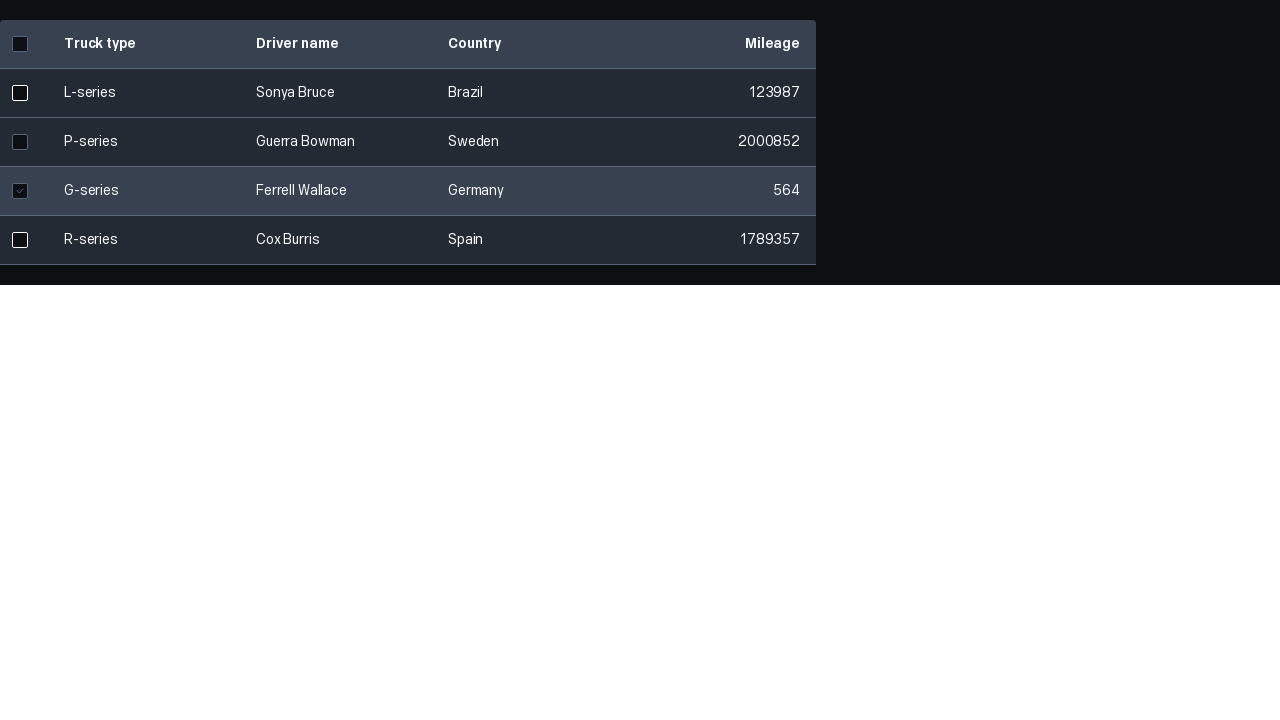 Truck type Driver name Country Mileage
L-series Sonya Bruce Brazil 123987
P-series Guerra Bowman Sweden 2000852
G-series Ferrell Wallace Germany 564
R-series Cox Burris Spain 1789357